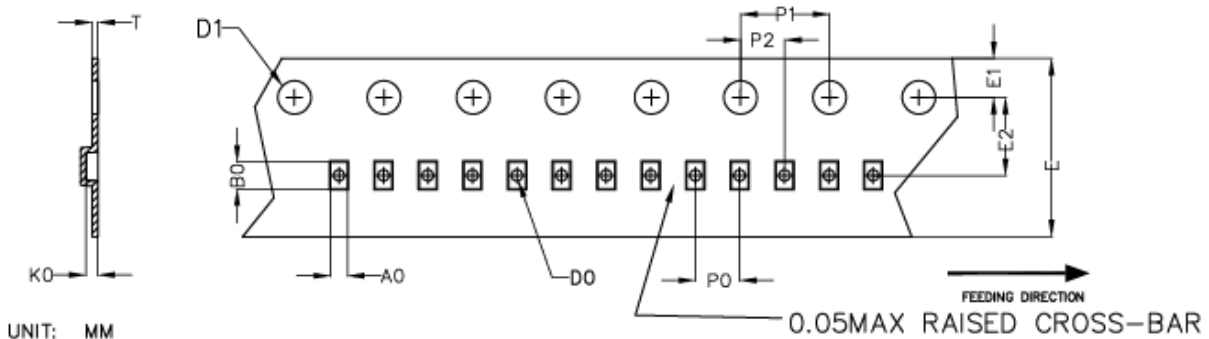 T
D1
P1
P2
E1
E2
E
B0
K0
A0
D0
P0
FEEDING DIRECTION
0.05MAX RAISED CROSS-BAR
UNIT: MM